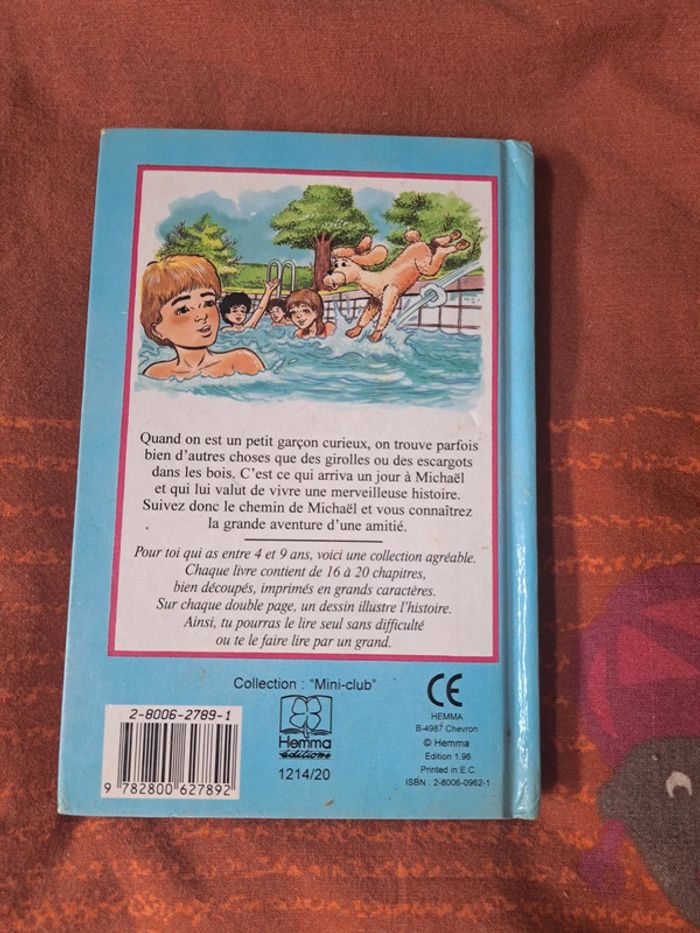 Quand on est un petit garçon curieux, on trouve parfois
bien d'autres choses que des girolles ou des escargots
dans les bois. C'est ce qui arriva un jour à Michaël
et qui lui valut de vivre une merveilleuse histoire.
Suivez donc le chemin de Michaël et vous connaîtrez
la grande aventure d'une amitié.
Pour toi qui as entre 4 et 9 ans, voici une collection agréable.
Chaque livre contient de 16 à 20 chapitres,
bien découpés, imprimés en grands caractères.
Sur chaque double page, un dessin illustre l'histoire.
Ainsi, tu pourras le lire seul sans difficulté
ou te le faire lire par un grand.
Collection : "Mini-club"
2-8006-2789-1
9 782800 627892
Hemma
éditions
1214/20
CE
HEMMA
B-4987 Chevron
© Hemma
Edition 1.96
Printed in E.C.
ISBN : 2-8006-0962-1